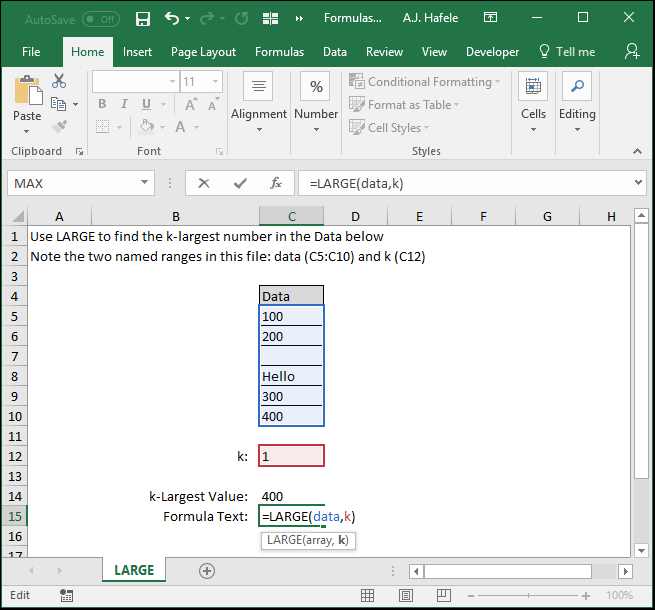 AutoSave Off Formulas... A.J. Hafele
File Home Insert Page Layout Formulas Data Review View Developer Tell me
Paste
11
B I U A A
A
Alignment
%
Number
Conditional Formatting
Format as Table
Cell Styles
Cells
Editing
Clipboard Font Styles
MAX fx =LARGE(data,k)
A B C D E F G H
1 Use LARGE to find the k-largest number in the Data below
2 Note the two named ranges in this file: data (C5:C10) and k (C12)
3
4 Data
5 100
6 200
7
8 Hello
9 300
10 400
11
12 k: 1
13
14 k-Largest Value: 400
15 Formula Text: =LARGE(data,k)
16 LARGE(array, k)
17
LARGE
Edit 100%